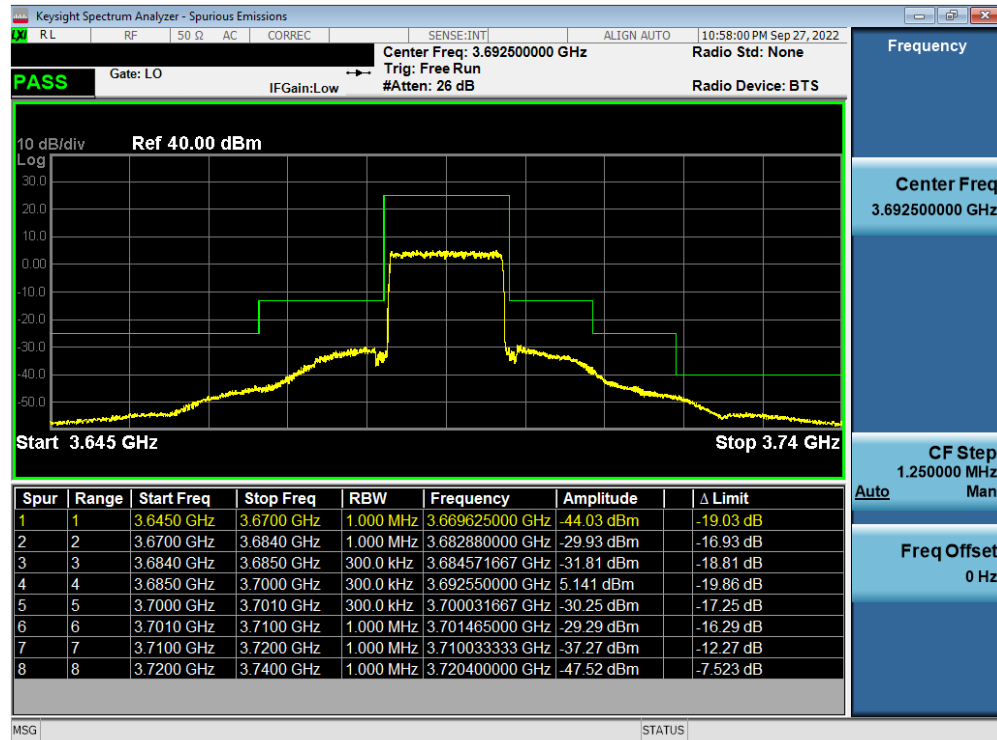 Keysight Spectrum Analyzer - Spurious Emissions
LXI RL RF 50 Ω AC CORREC SENSE:INT ALIGN AUTO 10:58:00 PM Sep 27, 2022
Center Freq: 3.692500000 GHz Radio Std: None
Gate: LO Trig: Free Run
PASS IFGain:Low #Atten: 26 dB Radio Device: BTS
10 dB/div Ref 40.00 dBm
Log
30.0
20.0
10.0
0.00
-10.0
-20.0
-30.0
-40.0
-50.0
Start 3.645 GHz Stop 3.74 GHz
Spur Range Start Freq Stop Freq RBW Frequency Amplitude Δ Limit
1 1 3.6450 GHz 3.6700 GHz 1.000 MHz 3.669625000 GHz -44.03 dBm -19.03 dB
2 2 3.6700 GHz 3.6840 GHz 1.000 MHz 3.682880000 GHz -29.93 dBm -16.93 dB
3 3 3.6840 GHz 3.6850 GHz 300.0 kHz 3.684571667 GHz -31.81 dBm -18.81 dB
4 4 3.6850 GHz 3.7000 GHz 300.0 kHz 3.692550000 GHz 5.141 dBm -19.86 dB
5 5 3.7000 GHz 3.7010 GHz 300.0 kHz 3.700031667 GHz -30.25 dBm -17.25 dB
6 6 3.7010 GHz 3.7100 GHz 1.000 MHz 3.701465000 GHz -29.29 dBm -16.29 dB
7 7 3.7100 GHz 3.7200 GHz 1.000 MHz 3.710033333 GHz -37.27 dBm -12.27 dB
8 8 3.7200 GHz 3.7400 GHz 1.000 MHz 3.720400000 GHz -47.52 dBm -7.523 dB
MSG STATUS
Frequency
Center Freq
3.692500000 GHz
CF Step
1.250000 MHz
Auto Man
Freq Offset
0 Hz